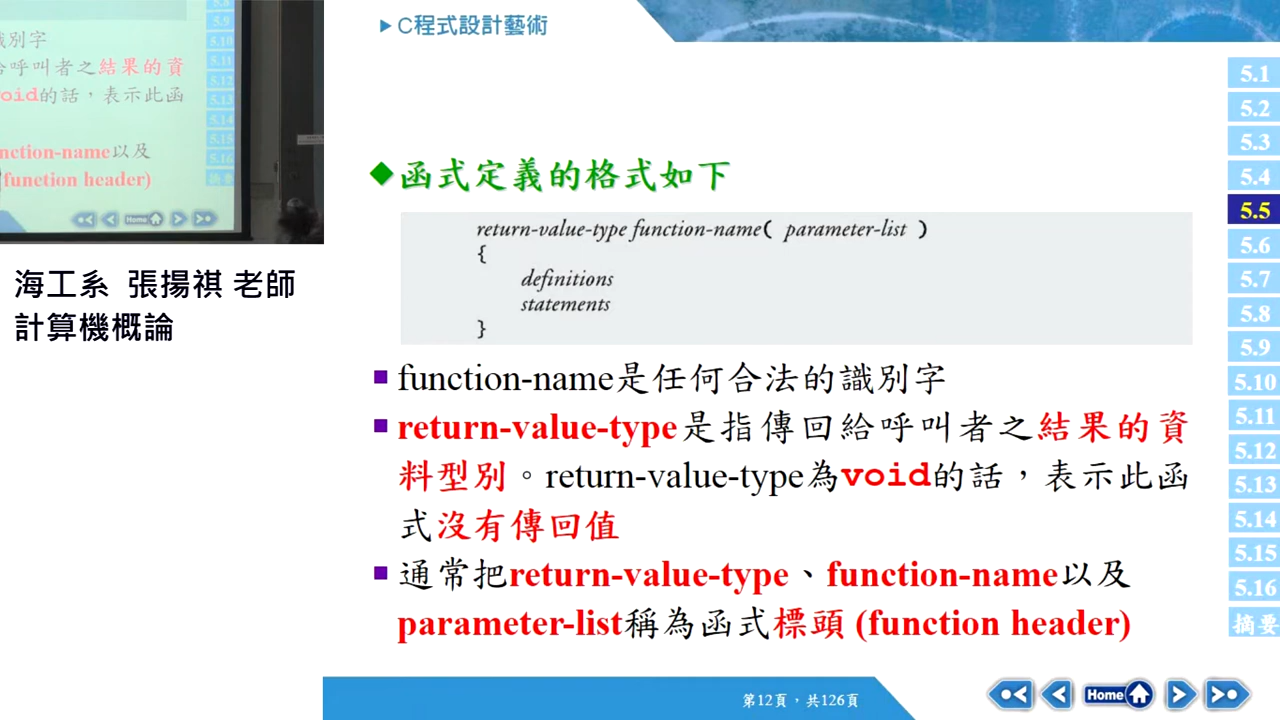 C程式設計藝術
識別字
給呼叫者之結果的資
void的話，表示此函
nction-name以及
(function header)
Home
海工系 張揚祺 老師
計算機概論
函式定義的格式如下
return-value-type function-name( parameter-list )
{
definitions
statements
}
function-name是任何合法的識別字
return-value-type是指傳回給呼叫者之結果的資
料型別。return-value-type為void的話，表示此函
式沒有傳回值
通常把return-value-type、function-name以及
parameter-list稱為函式標頭 (function header)
5.1
5.2
5.3
5.4
5.5
5.6
5.7
5.8
5.9
5.10
5.11
5.12
5.13
5.14
5.15
5.16
摘要
第12頁，共126頁
Home